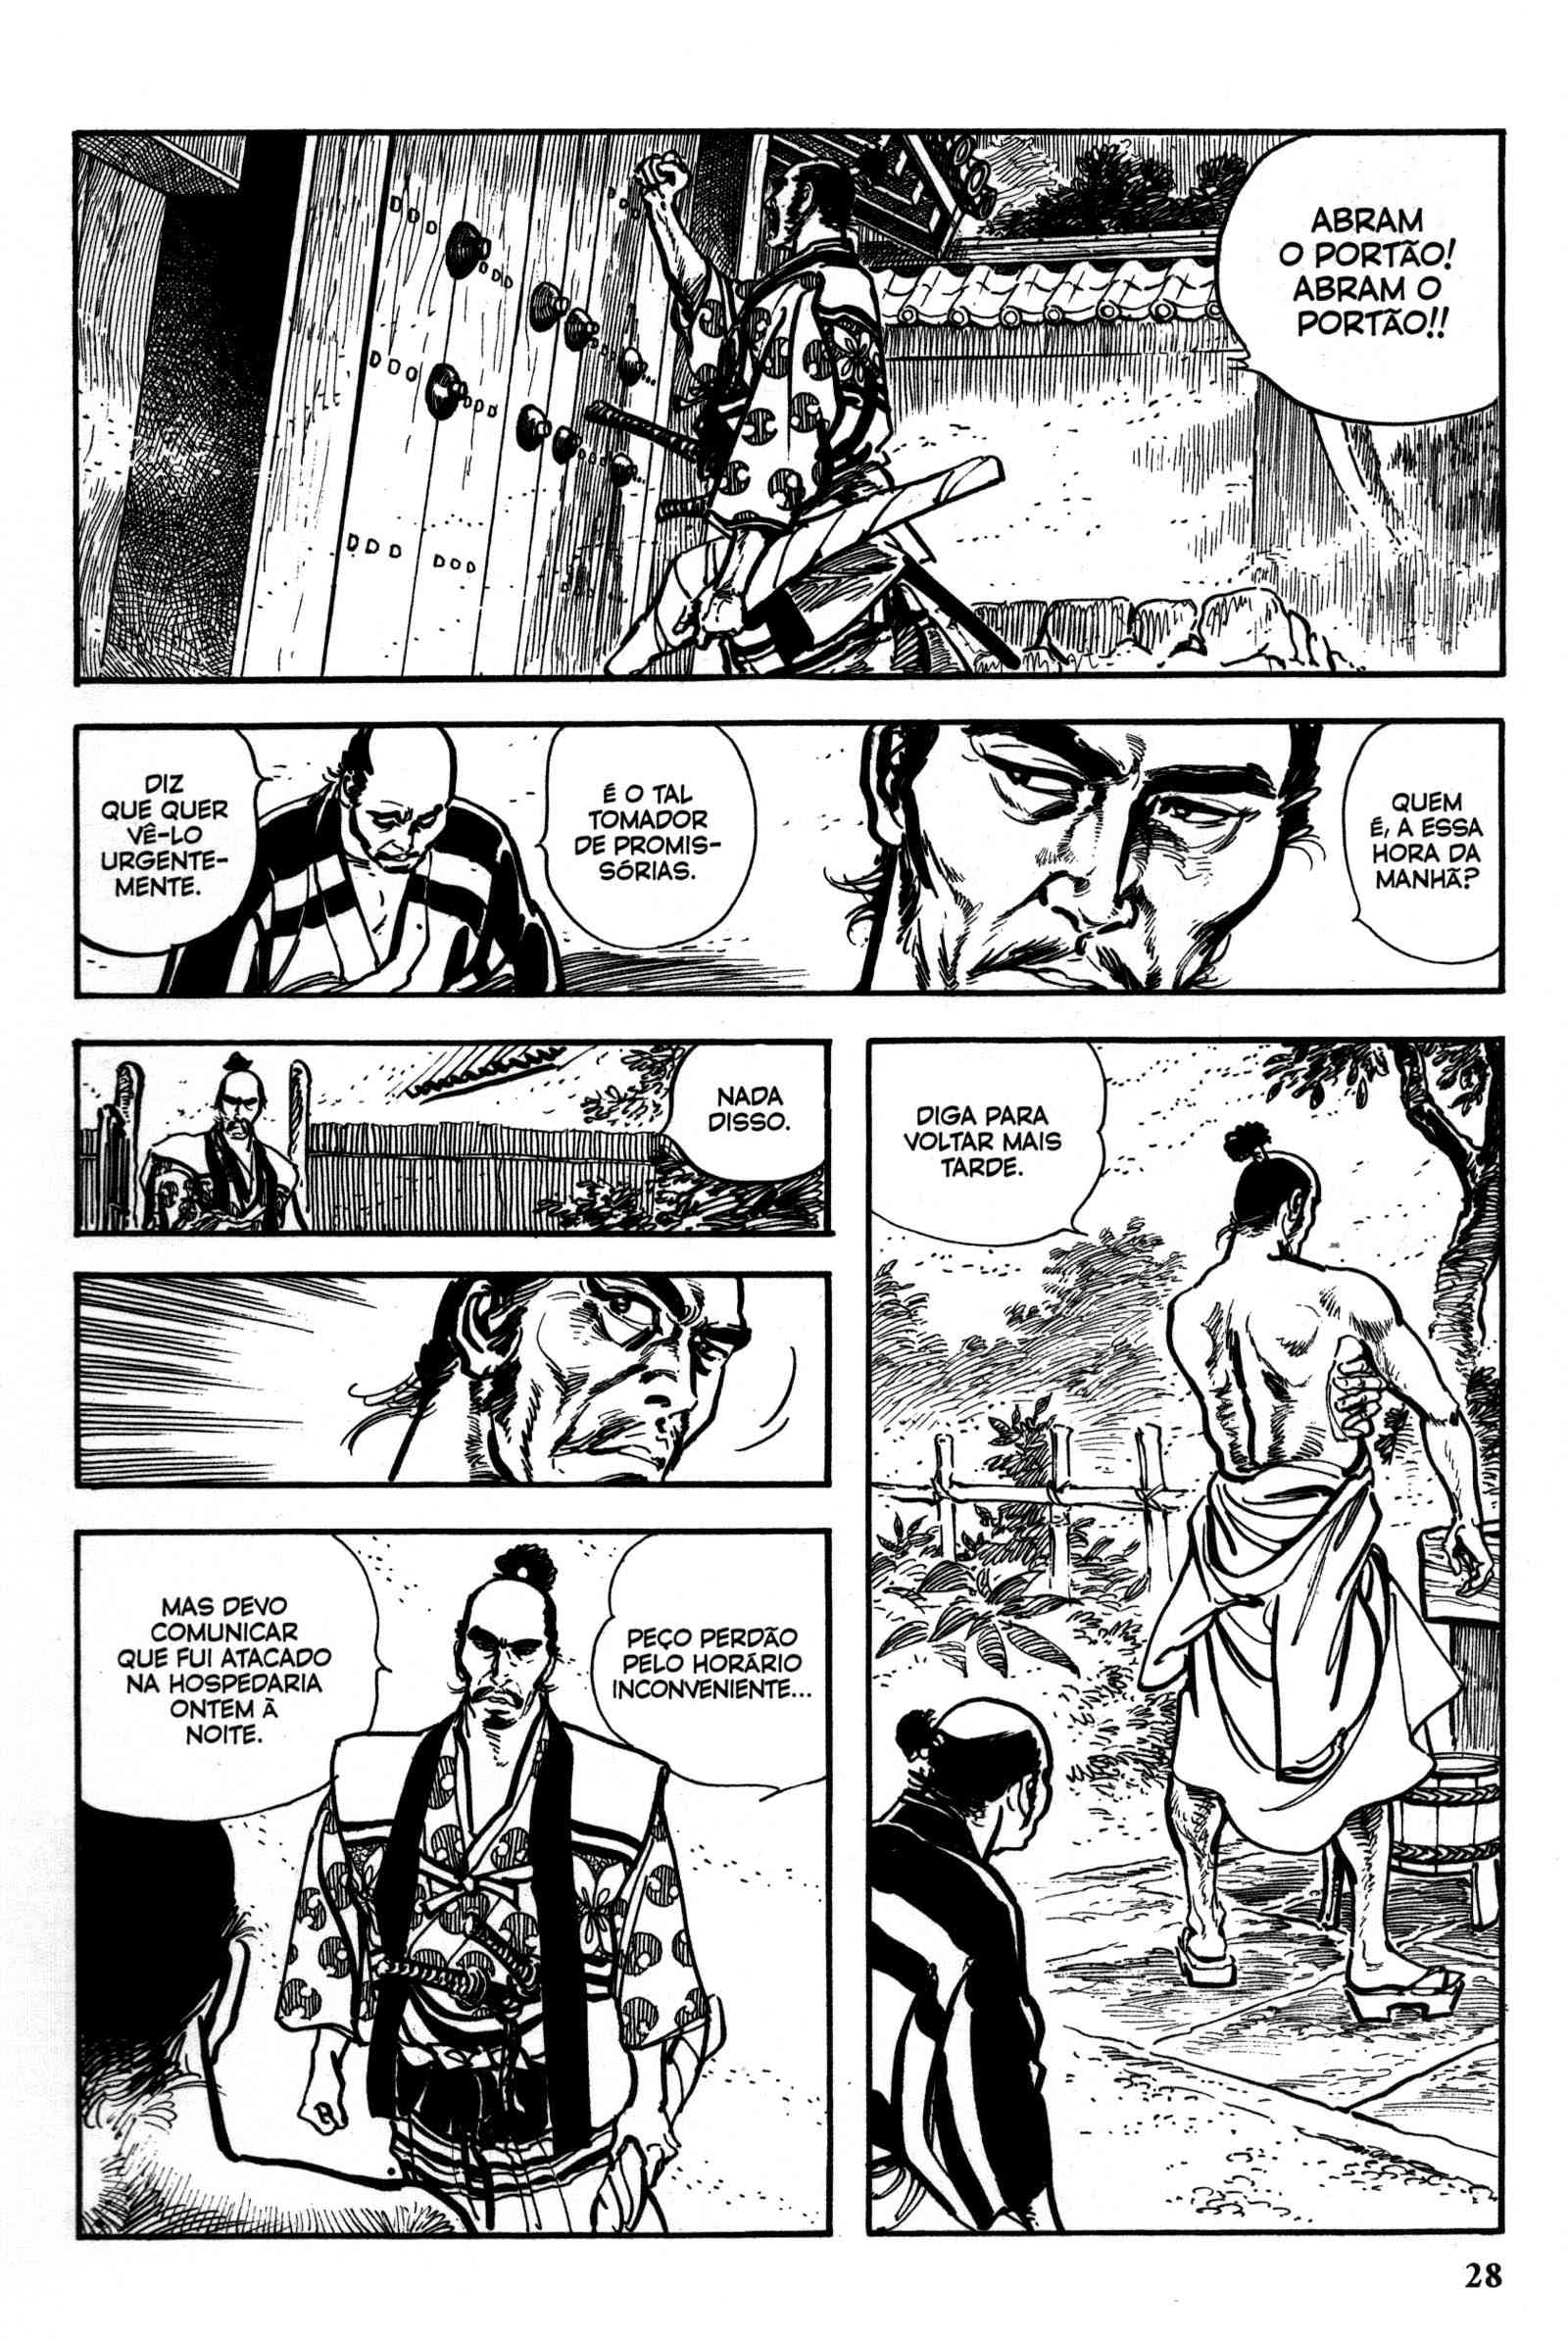 ABRAM
O PORTÃO!
ABRAM O
PORTÃO!!
QUEM
É, A ESSA
HORA DA
MANHÃ?
É O TAL
TOMADOR
DE PROMIS-
SÓRIAS.
DIZ
QUE QUER
VÊ-LO
URGENTE-
MENTE.
DIGA PARA
VOLTAR MAIS
TARDE.
NADA
DISSO.
PEÇO PERDÃO
PELO HORÁRIO
INCONVENIENTE...
MAS DEVO
COMUNICAR
QUE FUI ATACADO
NA HOSPEDARIA
ONTEM À
NOITE.
28